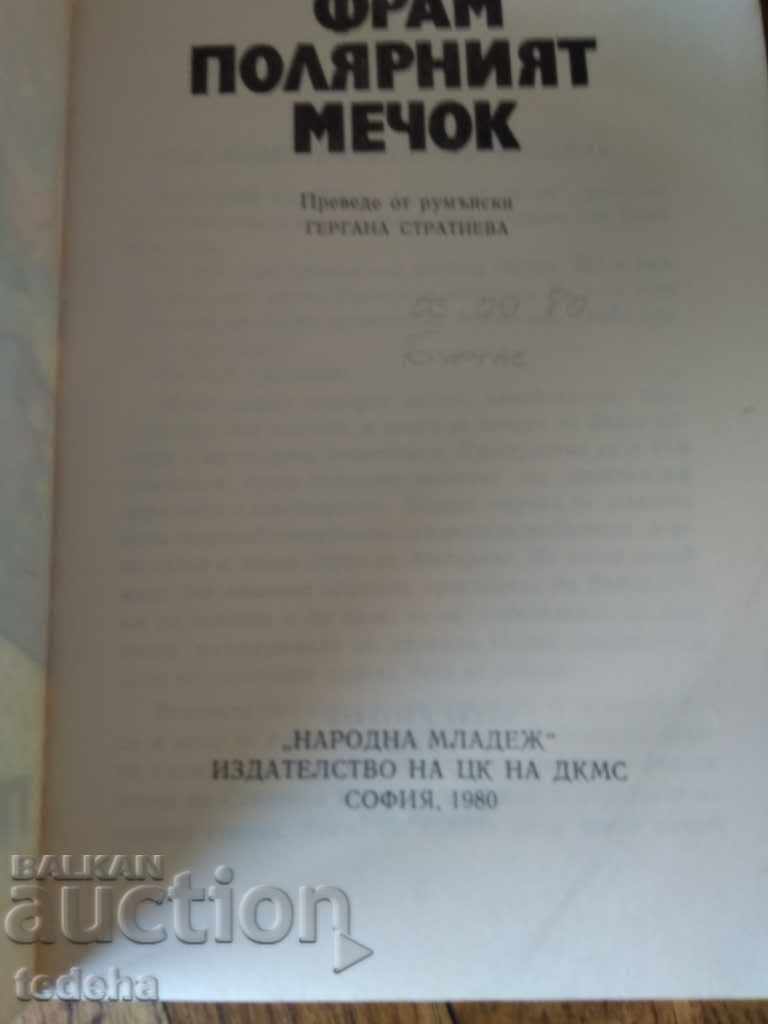 ФРАМ
ПОЛЯРНИЯТ
МЕЧОК
Преведе от румънски
ГЕРГАНА СТРАТИЕВА
„НАРОДНА МЛАДЕЖ“
ИЗДАТЕЛСТВО НА ЦК НА ДКМС
СОФИЯ, 1980
BALKAN
auction
tedeha